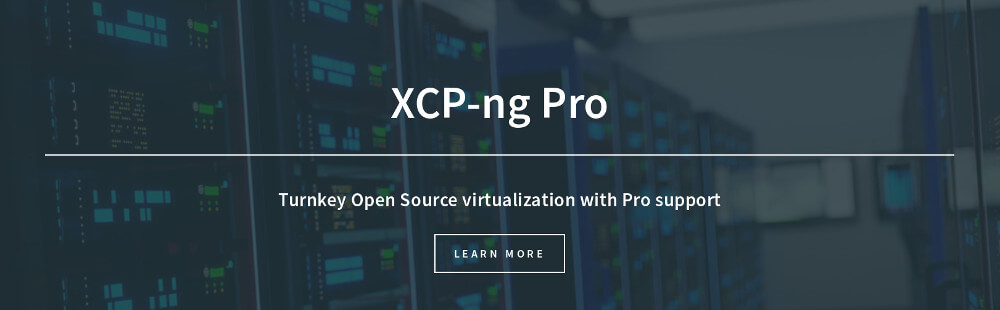 XCP-ng Pro
Turnkey Open Source virtualization with Pro support
LEARN MORE